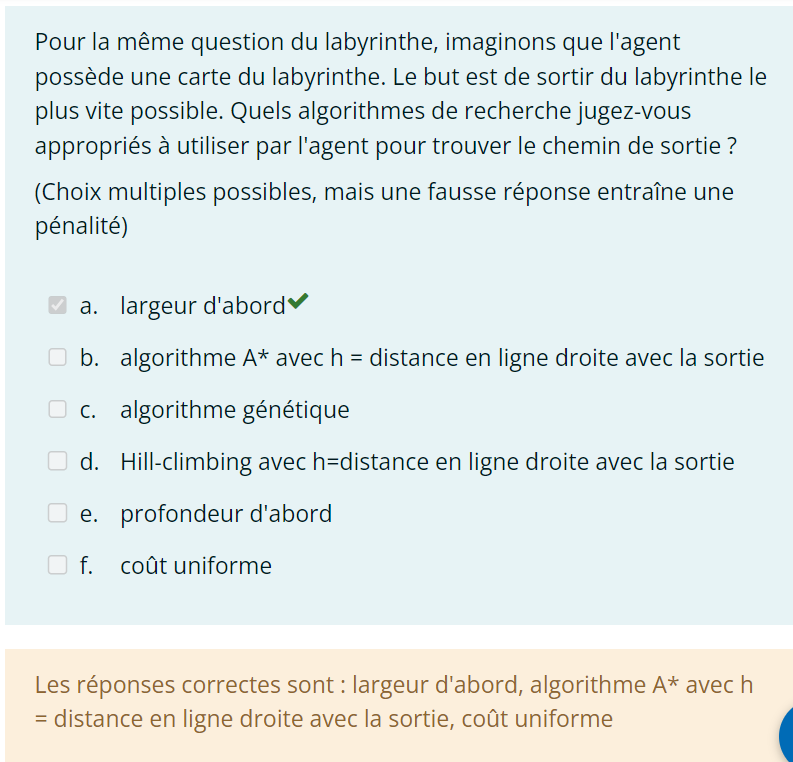 Pour la même question du labyrinthe, imaginons que l'agent
possède une carte du labyrinthe. Le but est de sortir du labyrinthe le
plus vite possible. Quels algorithmes de recherche jugez-vous
appropriés à utiliser par l'agent pour trouver le chemin de sortie ?
(Choix multiples possibles, mais une fausse réponse entraîne une
pénalité)
a. largeur d'abord
b. algorithme A* avec h = distance en ligne droite avec la sortie
c. algorithme génétique
d. Hill-climbing avec h=distance en ligne droite avec la sortie
e. profondeur d'abord
f. coût uniforme
Les réponses correctes sont : largeur d'abord, algorithme A* avec h
= distance en ligne droite avec la sortie, coût uniforme